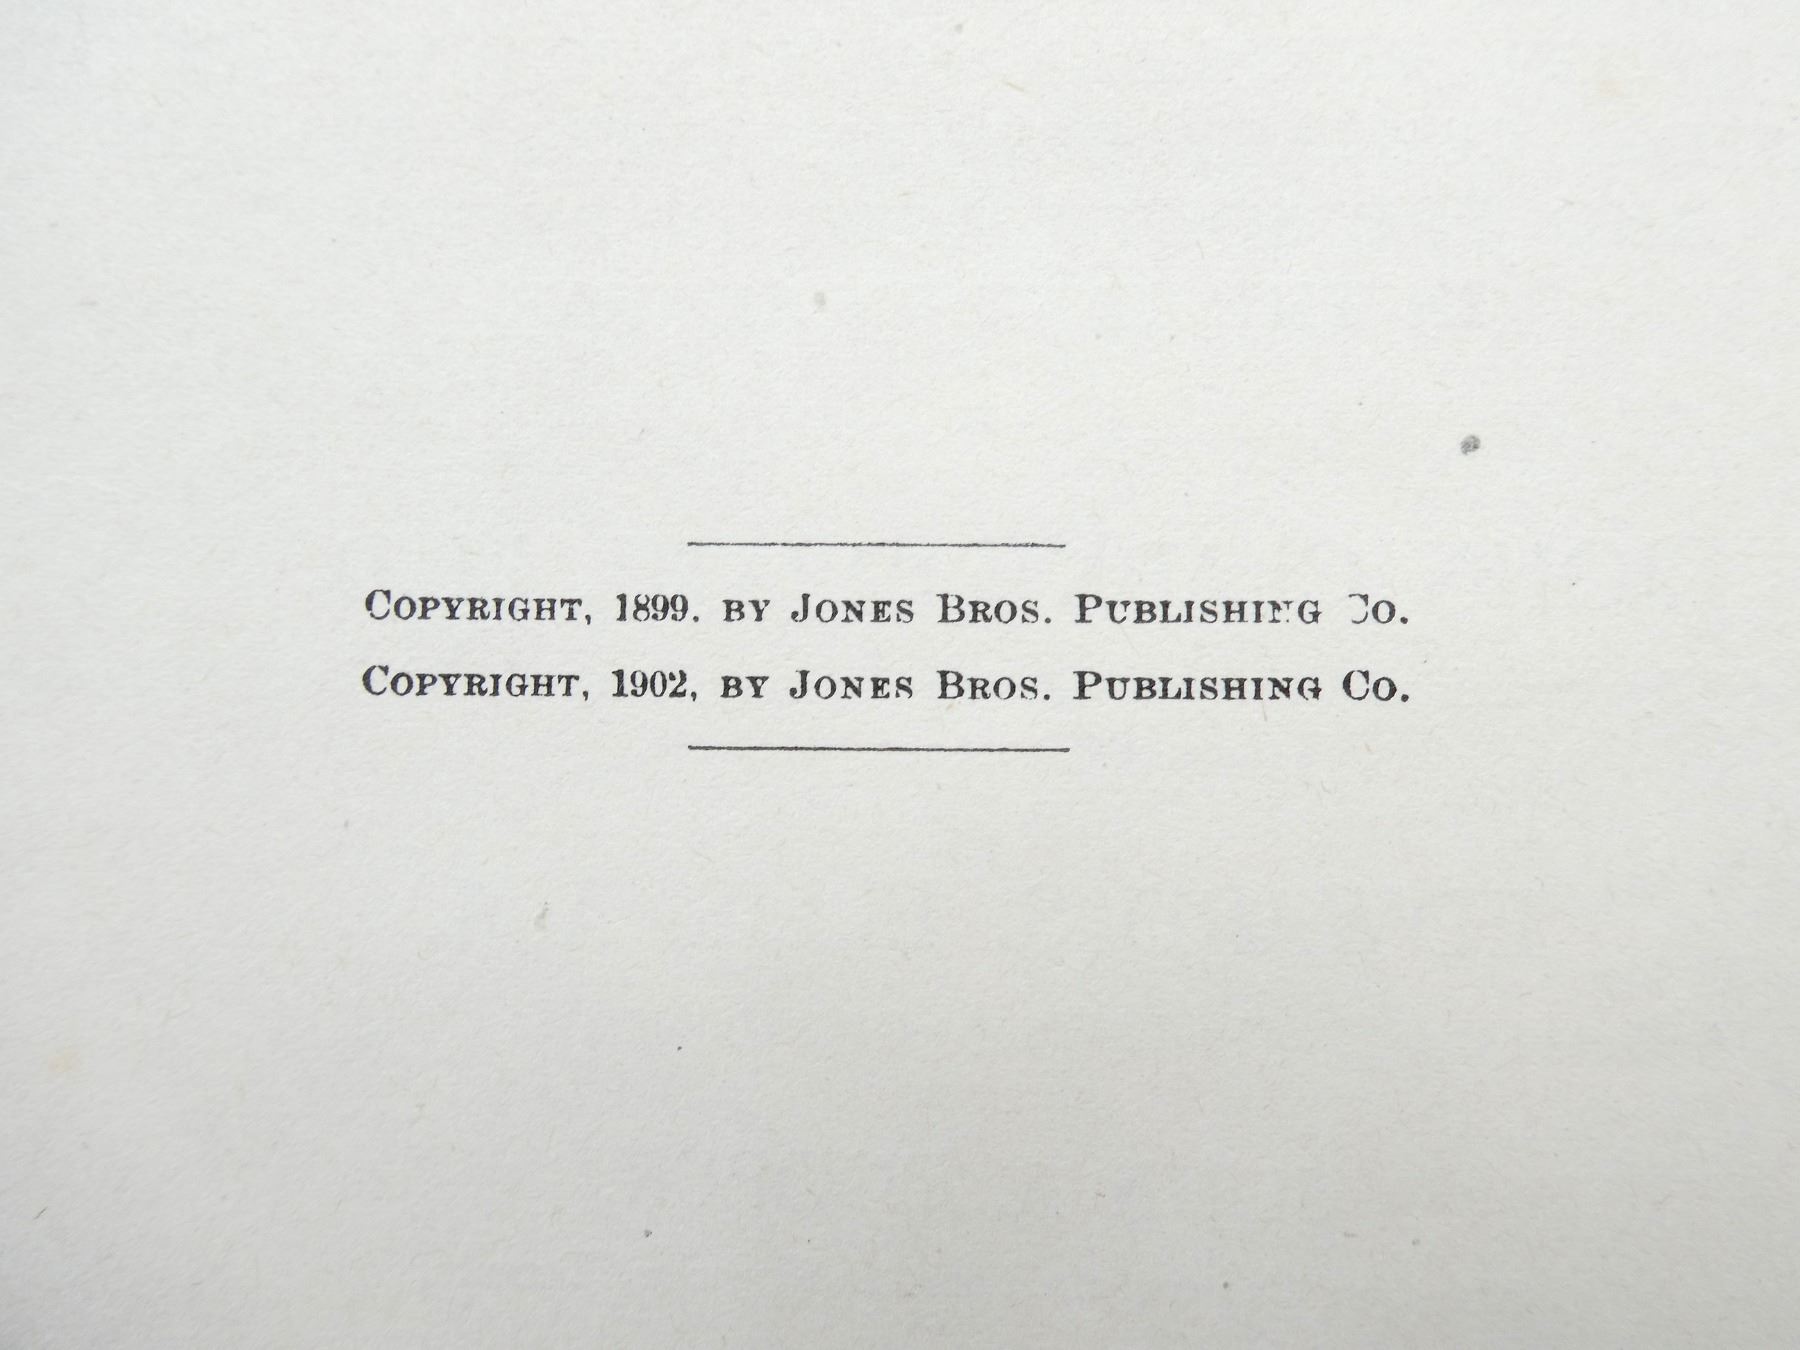 Copyright, 1899. by Jones Bros. Publishing Co.
Copyright, 1902, by Jones Bros. Publishing Co.